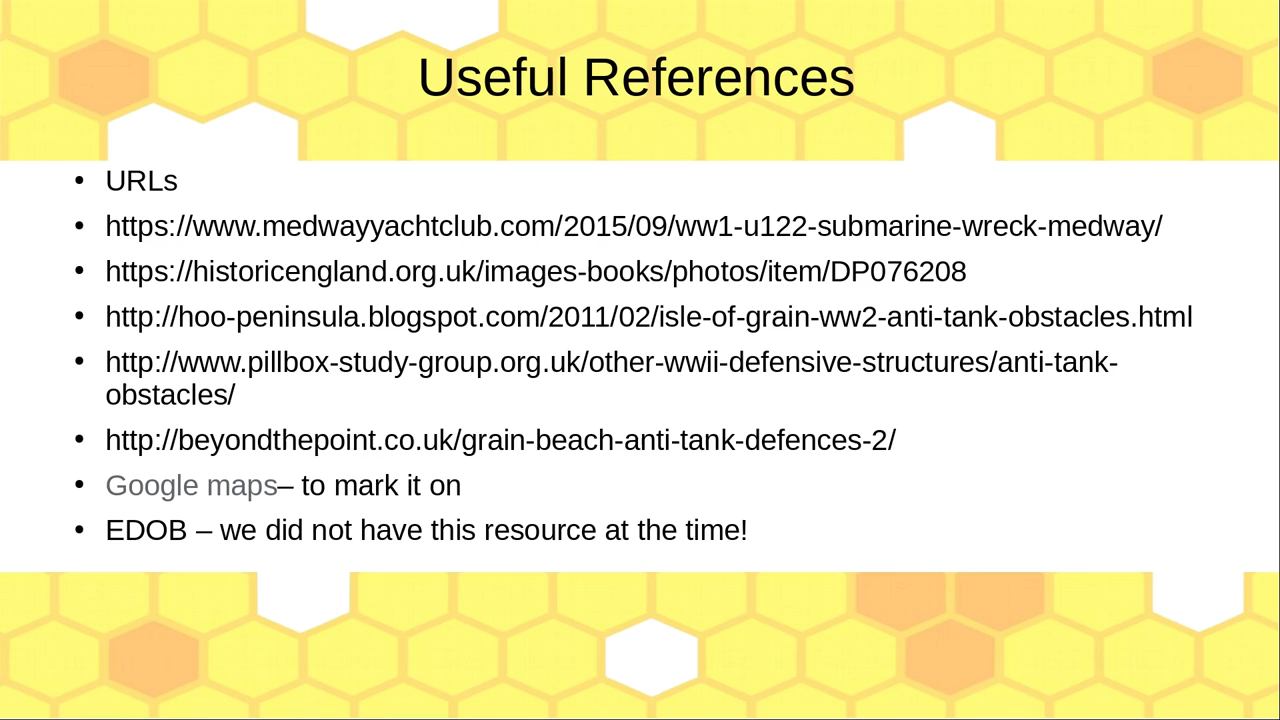 Useful References
• URLs
• https://www.medwayyachtclub.com/2015/09/ww1-u122-submarine-wreck-medway/
• https://historicengland.org.uk/images-books/photos/item/DP076208
• http://hoo-peninsula.blogspot.com/2011/02/isle-of-grain-ww2-anti-tank-obstacles.html
• http://www.pillbox-study-group.org.uk/other-wwii-defensive-structures/anti-tank-
obstacles/
• http://beyondthepoint.co.uk/grain-beach-anti-tank-defences-2/
• Google maps– to mark it on
• EDOB – we did not have this resource at the time!